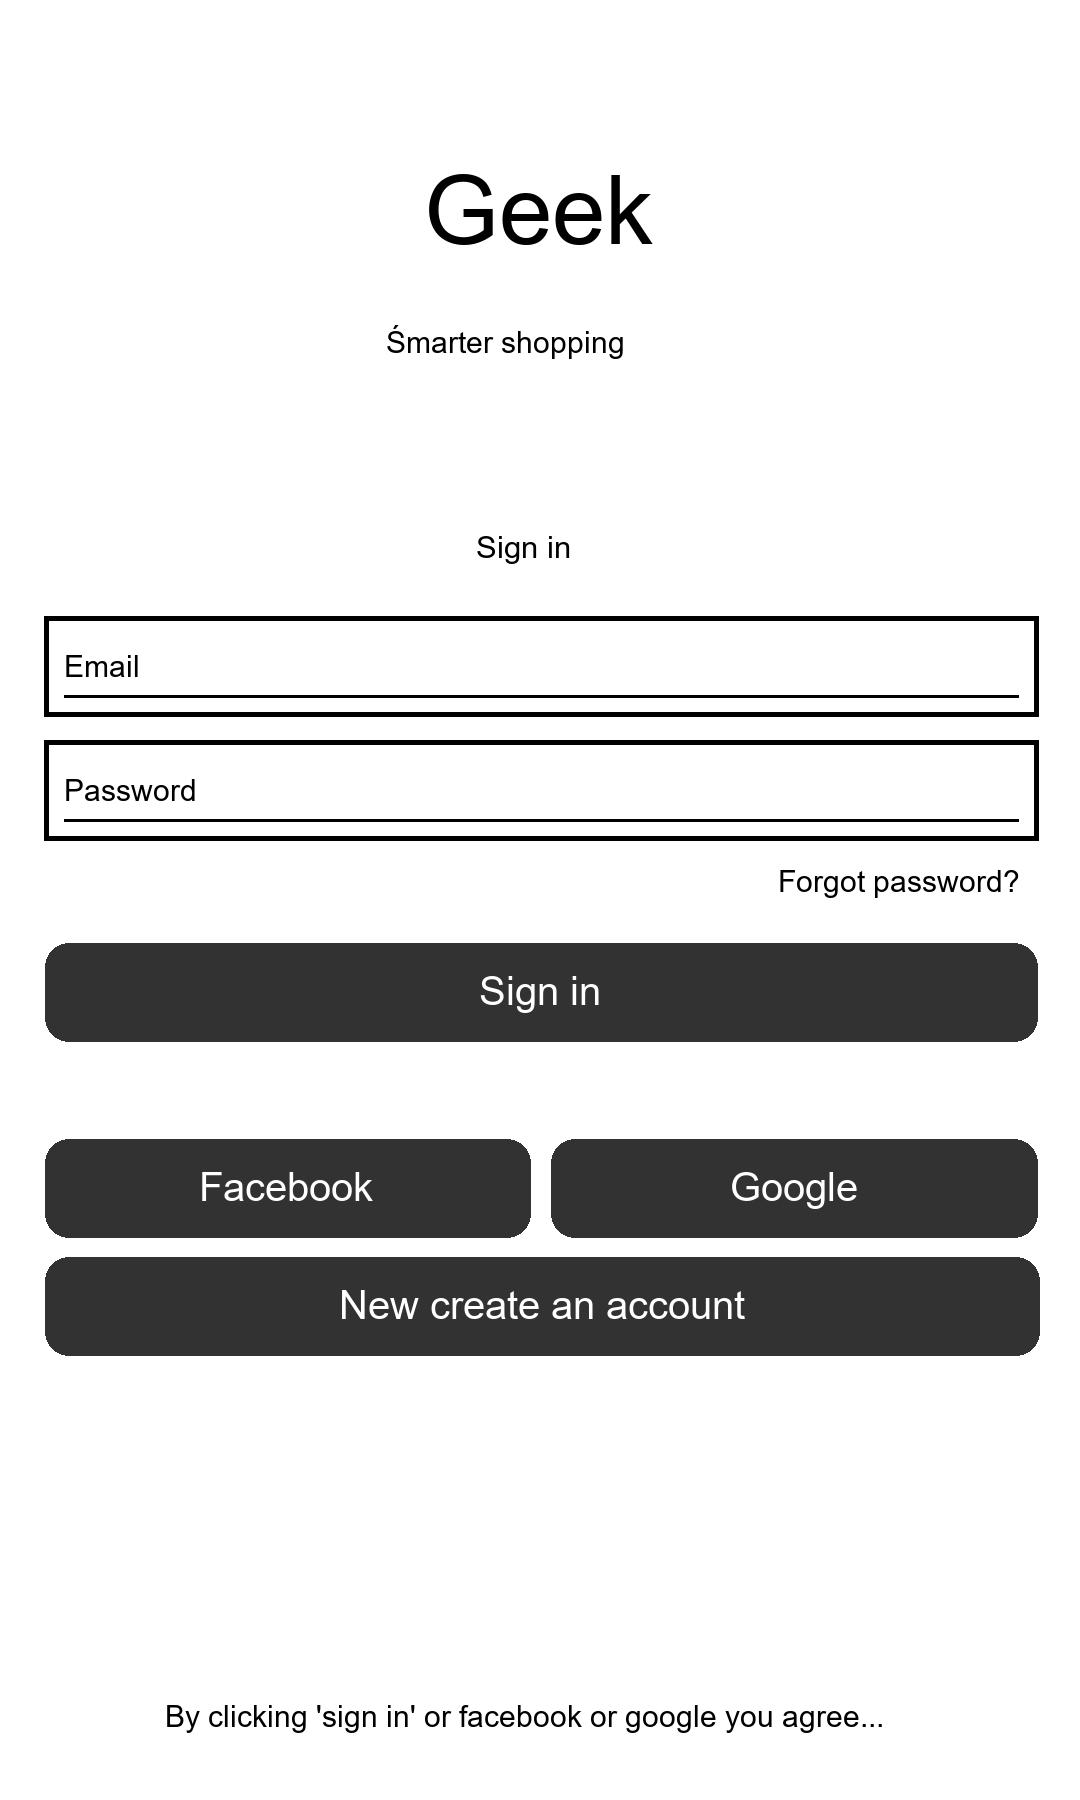 Geek
Śmarter shopping
Sign in
Email
Password
Forgot password?
Sign in
Facebook
Google
New create an account
By clicking 'sign in' or facebook or google you agree...